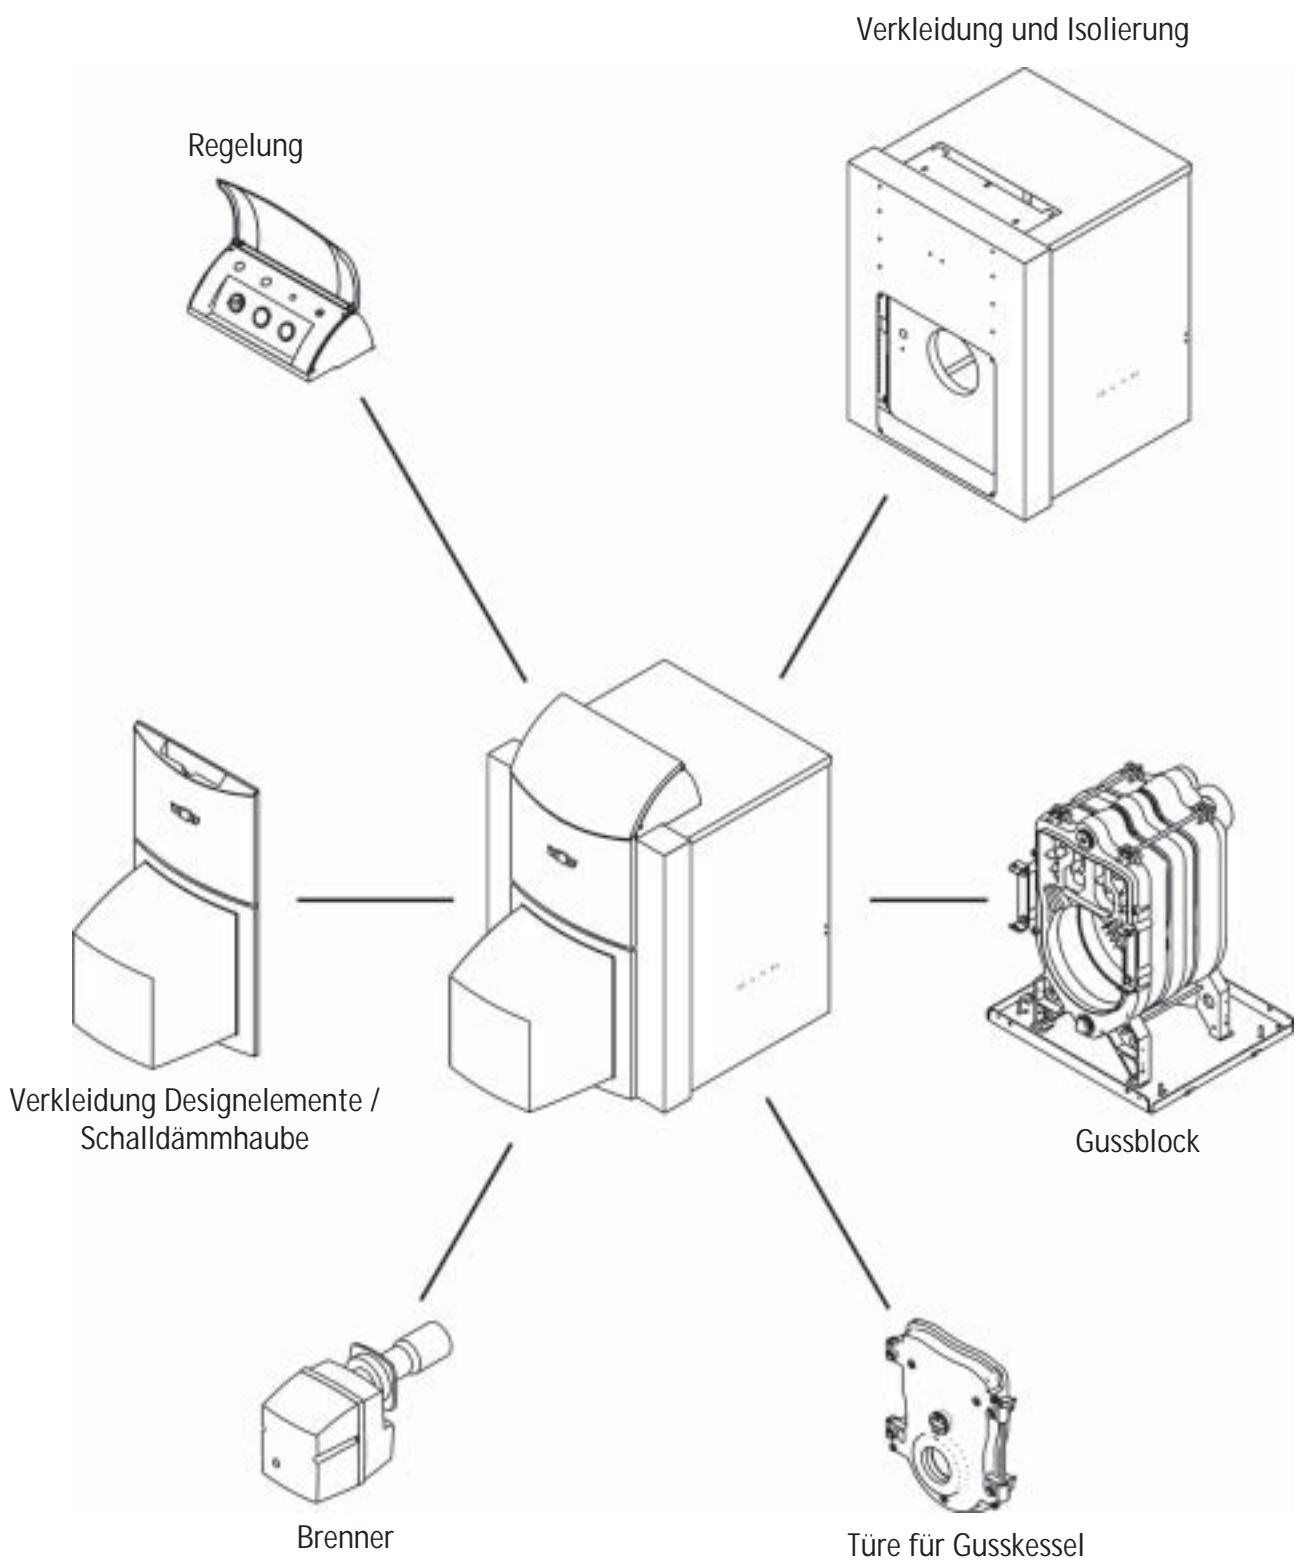 Verkleidung und Isolierung
Regelung
Verkleidung Designelemente /
Schalldämmhaube
Gussblock
Brenner
Türe für Gusskessel